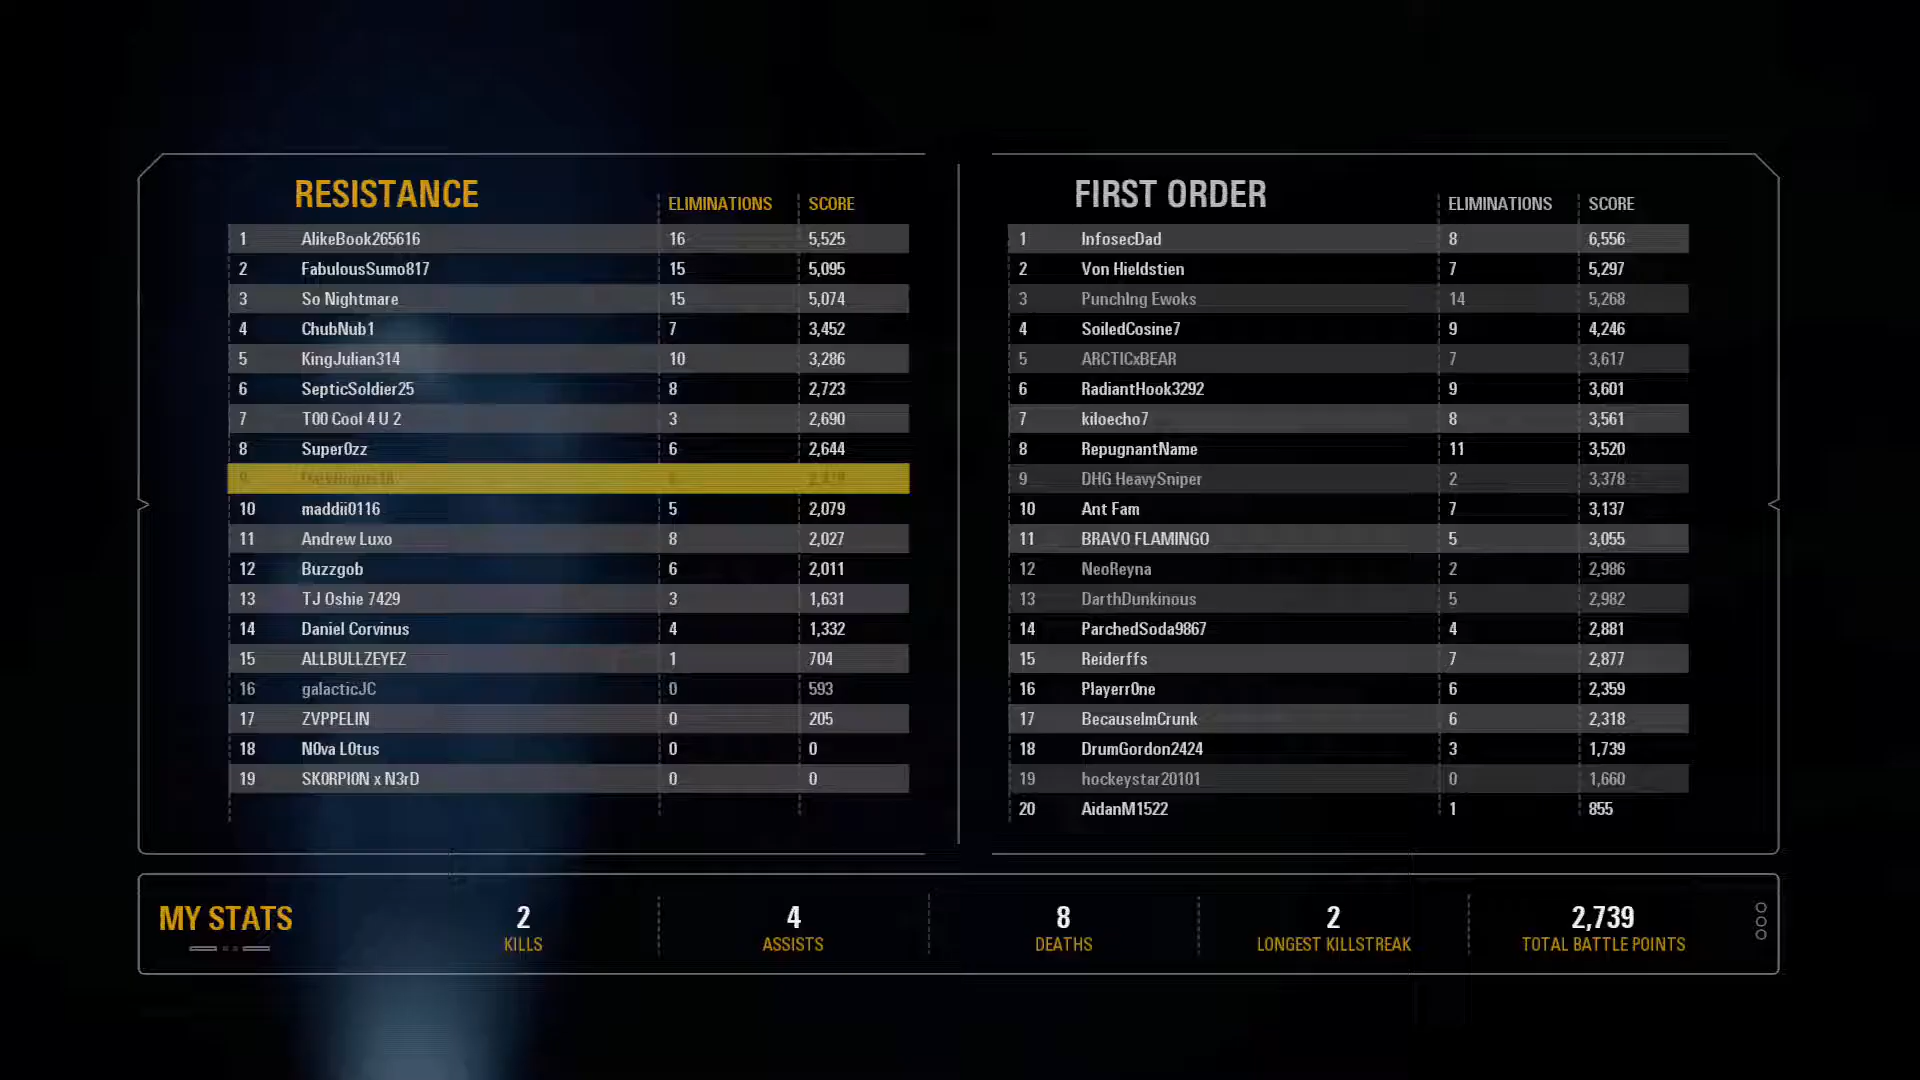 RESISTANCE ELIMINATIONS SCORE
1 AlikeBook265616 16 5,525
2 FabulousSumo817 15 5,095
3 So Nightmare 15 5,074
4 ChubNub1 7 3,452
5 KingJulian314 10 3,286
6 SepticSoldier25 8 2,723
7 T00 Cool 4 U 2 3 2,690
8 Super0zz 6 2,644
9
10 maddii0116 5 2,079
11 Andrew Luxo 8 2,027
12 Buzzgob 6 2,011
13 TJ Oshie 7429 3 1,631
14 Daniel Corvinus 4 1,332
15 ALLBULLZEYEZ 1 704
16 galacticJC 0 593
17 ZVPPELIN 0 205
18 N0va L0tus 0 0
19 SK0RPI0N x N3rD 0 0
FIRST ORDER ELIMINATIONS SCORE
1 InfosecDad 8 6,556
2 Von Hieldstien 7 5,297
3 PunchIng Ewoks 14 5,268
4 SoiledCosine7 9 4,246
5 ARCTICxBEAR 7 3,617
6 RadiantHook3292 9 3,601
7 kiloecho7 8 3,561
8 RepugnantName 11 3,520
9 DHG HeavySniper 2 3,378
10 Ant Fam 7 3,137
11 BRAVO FLAMINGO 5 3,055
12 NeoReyna 2 2,986
13 DarthDunkinous 5 2,982
14 ParchedSoda9867 4 2,881
15 Reiderffs 7 2,877
16 Playerr0ne 6 2,359
17 BecauseImCrunk 6 2,318
18 DrumGordon2424 3 1,739
19 hockeystar20101 0 1,660
20 AidanM1522 1 855
MY STATS
2 4 8 2 2,739
KILLS ASSISTS DEATHS LONGEST KILLSTREAK TOTAL BATTLE POINTS